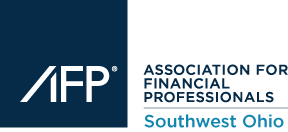 AFP®
ASSOCIATION FOR
FINANCIAL
PROFESSIONALS
Southwest Ohio